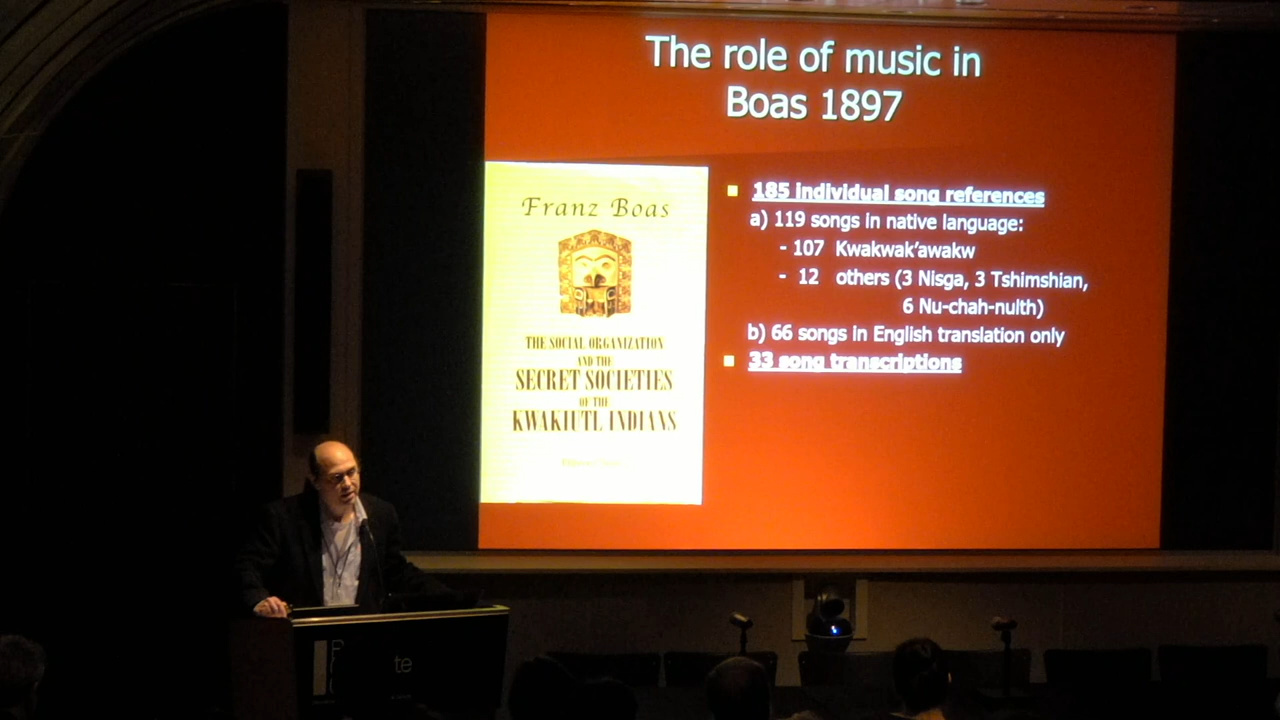 The role of music in
Boas 1897
Franz Boas
THE SOCIAL ORGANIZATION
AND THE
SECRET SOCIETIES
OF THE
KWAKIUTL INDIANS
185 individual song references
a) 119 songs in native language:
- 107 Kwakwak'awakw
- 12 others (3 Nisga, 3 Tshimshian,
6 Nu-chah-nulth)
b) 66 songs in English translation only
33 song transcriptions